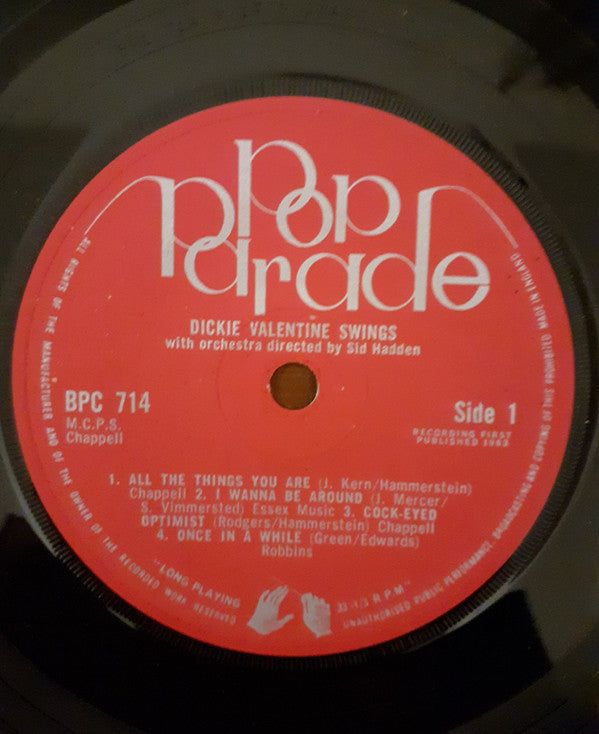 Pop
Parade
DICKIE VALENTINE SWINGS
with orchestra directed by Sid Hadden
BPC 714
M.C.P.S.
Chappell
Side 1
RECORDING FIRST
PUBLISHED 1963
1. ALL THE THINGS YOU ARE (J. Kern/Hammerstein)
Chappell 2. I WANNA BE AROUND (J. Mercer/
S. Vimmersted) Essex Music 3. COCK-EYED
OPTIMIST (Rodgers/Hammerstein) Chappell
4. ONCE IN A WHILE (Green/Edwards)
Robbins
"LONG PLAYING 33-1/3 R.P.M"
ALL RIGHTS OF THE MANUFACTURER AND OF THE OWNER OF THE RECORDED WORK RESERVED
UNAUTHORISED PUBLIC PERFORMANCE, BROADCASTING AND COPYING OF THIS PROHIBITED MADE IN ENGLAND